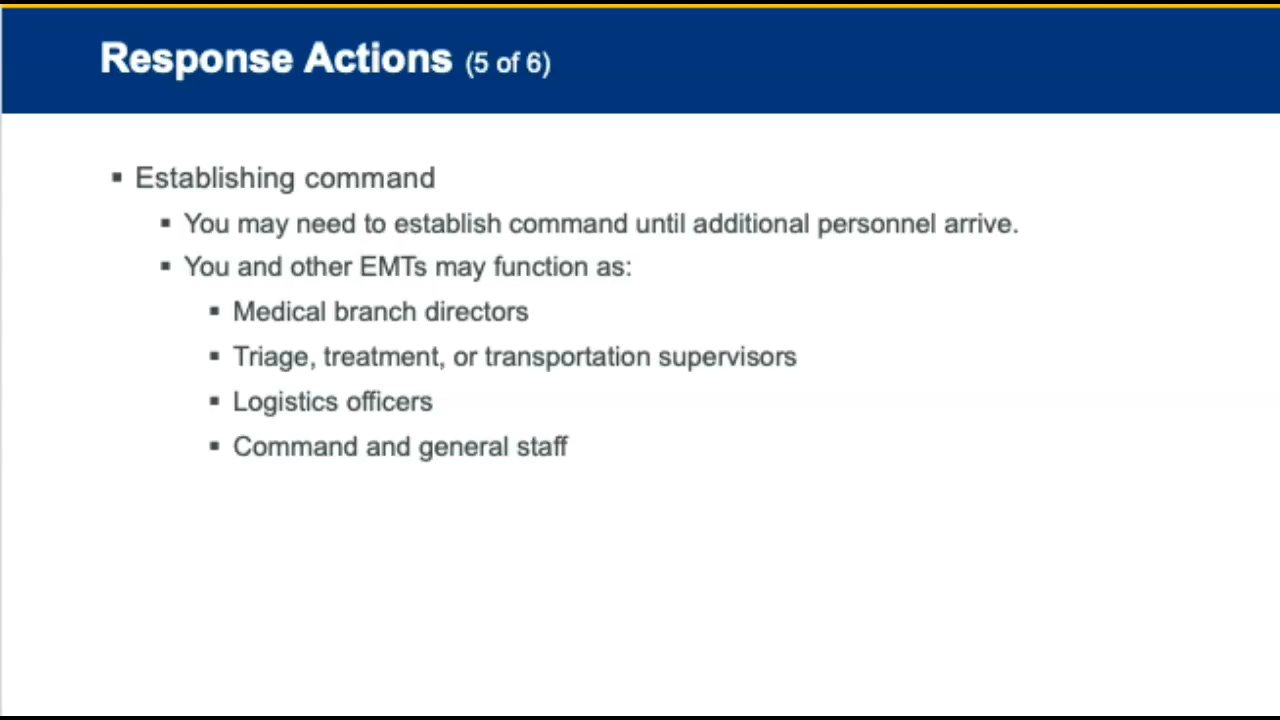 Response Actions (5 of 6)
▪ Establishing command
▪ You may need to establish command until additional personnel arrive.
▪ You and other EMTs may function as:
▪ Medical branch directors
▪ Triage, treatment, or transportation supervisors
▪ Logistics officers
▪ Command and general staff